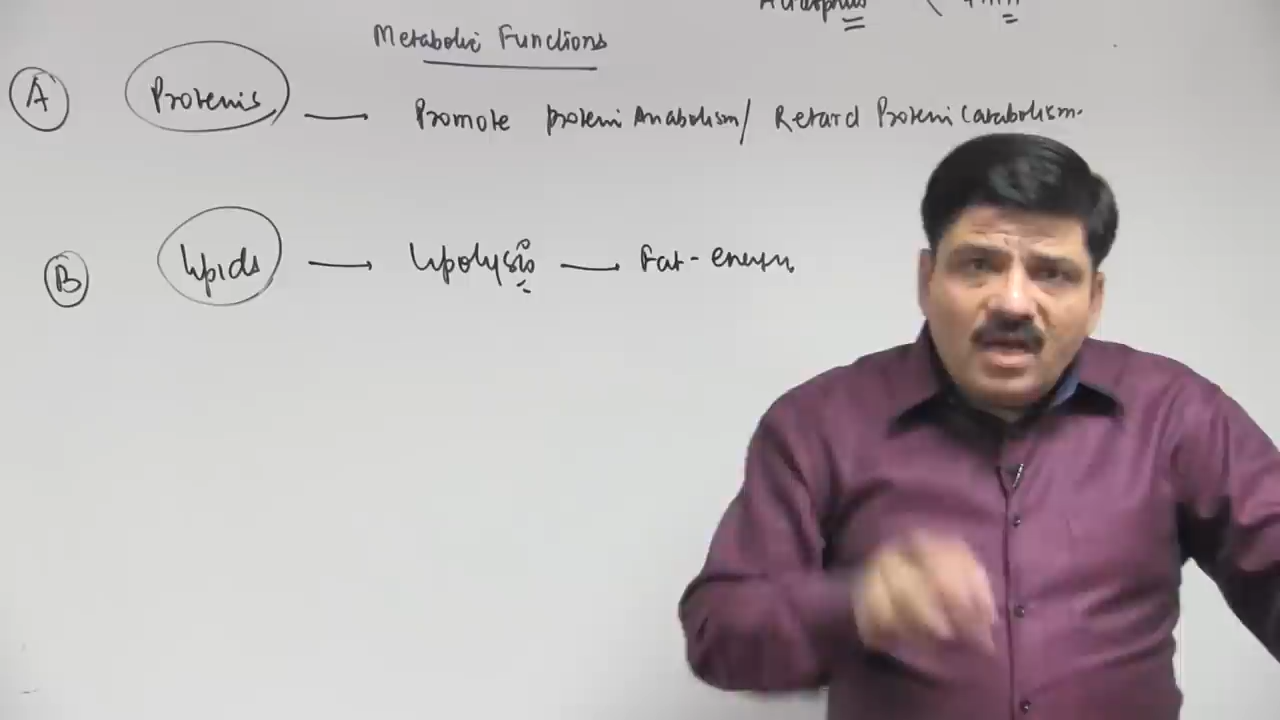 Metabolic Functions
A Proteins → Promote protein Anabolism/ Retard Protein Catabolism.
B lipids → lipolysis → Fat - energy